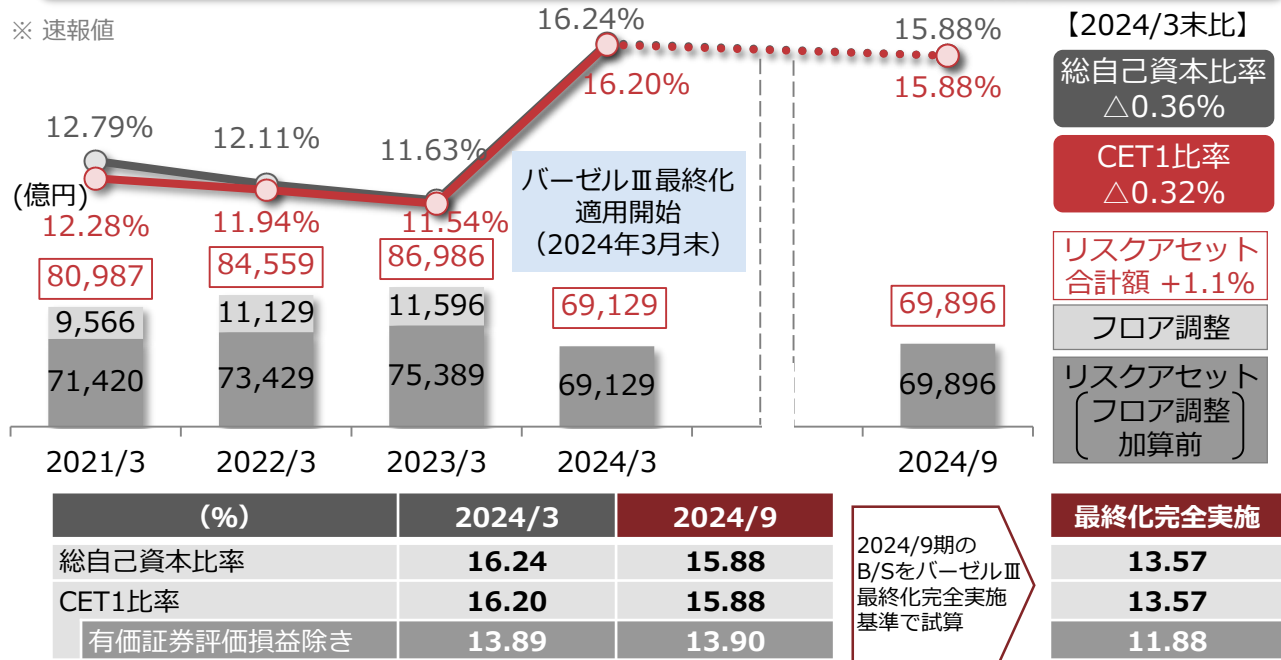 ※ 速報値
16.24%
15.88%
【2024/3末比】
総自己資本比率
△0.36%
16.20%
15.88%
12.79%
12.11%
11.63%
CET1比率
△0.32%
(億円)
12.28%
11.94%
11.54%
バーゼルⅢ最終化
適用開始
（2024年3月末）
80,987
84,559
86,986
69,129
69,896
リスクアセット
合計額 +1.1%
9,566
11,129
11,596
フロア調整
71,420
73,429
75,389
69,129
69,896
リスクアセット
フロア調整
加算前
2021/3
2022/3
2023/3
2024/3
2024/9
(%) 2024/3 2024/9
総自己資本比率 16.24 15.88
CET1比率 16.20 15.88
有価証券評価損益除き 13.89 13.90
2024/9期の
B/SをバーゼルⅢ
最終化完全実施
基準で試算
最終化完全実施
13.57
13.57
11.88